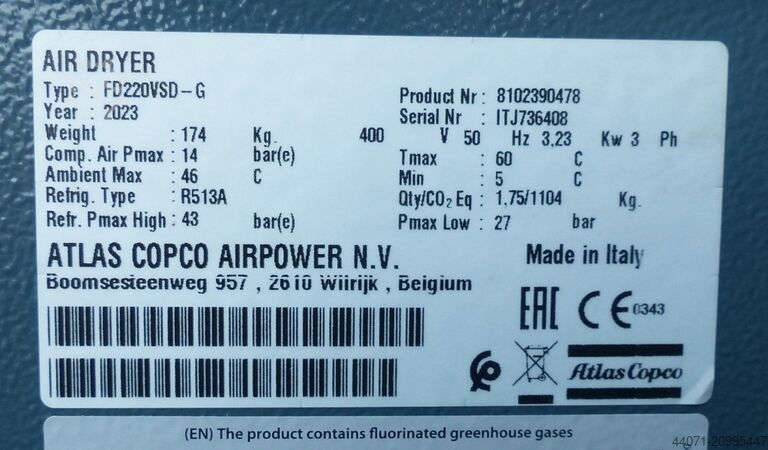 AIR DRYER
Type : FD220VSD-G
Product Nr : 8102390478
Year : 2023
Serial Nr : ITJ736408
Weight : 174 Kg. 400 V 50 Hz 3,23 Kw 3 Ph
Comp. Air Pmax : 14 bar(e) Tmax : 60 C
Ambient Max : 46 C Min : 5 C
Refrig. Type : R513A Qty/CO₂ Eq : 1,75/1104 Kg.
Refr. Pmax High : 43 bar(e) Pmax Low : 27 bar
ATLAS COPCO AIRPOWER N.V. Made in Italy
Boomsesteenweg 957 , 2610 Wilrijk , Belgium
EAC CE 0343
Atlas Copco
(EN) The product contains fluorinated greenhouse gases
44071-20995447